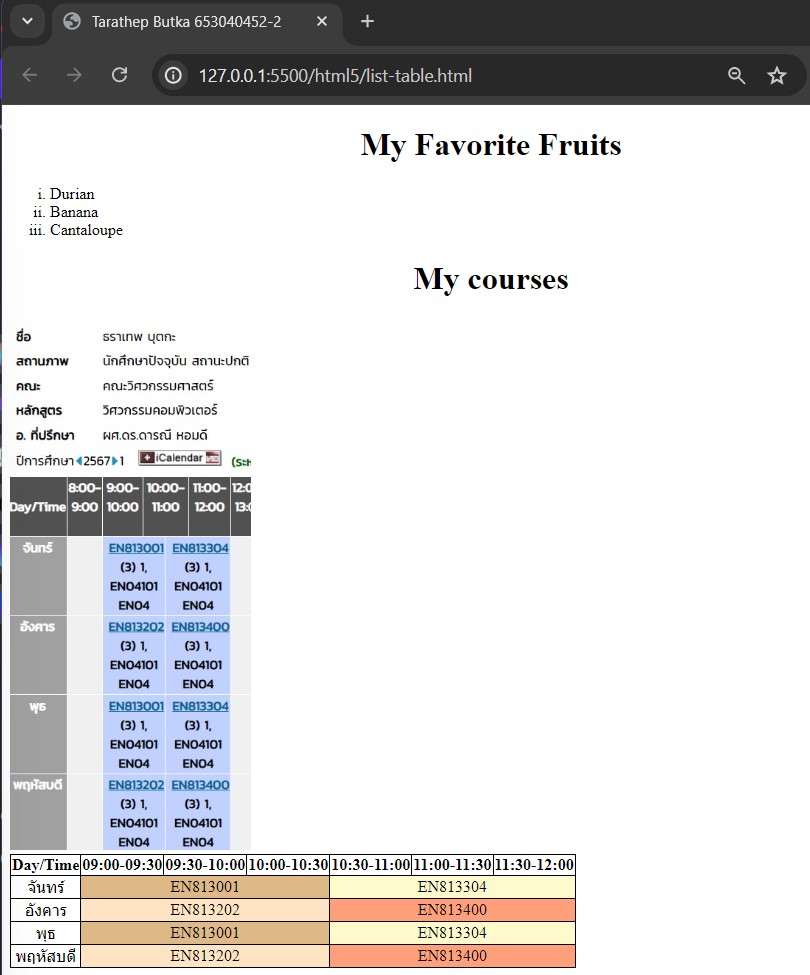 Tarathep Butka 653040452-2
127.0.0.1:5500/html5/list-table.html
My Favorite Fruits
i. Durian
ii. Banana
iii. Cantaloupe
My courses
ชื่อ ธราเทพ บุตกะ
สถานภาพ นักศึกษาปัจจุบัน สถานะปกติ
คณะ คณะวิศวกรรมศาสตร์
หลักสูตร วิศวกรรมคอมพิวเตอร์
อ. ที่ปรึกษา ผศ.ดร.ดารณี หอมดี
ปีการศึกษา 2567 1 iCalendar
Day/Time 8:00-9:00 9:00-10:00 10:00-11:00 11:00-12:00
จันทร์ EN813001 EN813304
(3) 1, (3) 1,
EN04101 EN04101
EN04 EN04
อังคาร EN813202 EN813400
(3) 1, (3) 1,
EN04101 EN04101
EN04 EN04
พุธ EN813001 EN813304
(3) 1, (3) 1,
EN04101 EN04101
EN04 EN04
พฤหัสบดี EN813202 EN813400
(3) 1, (3) 1,
EN04101 EN04101
EN04 EN04
Day/Time 09:00-09:30 09:30-10:00 10:00-10:30 10:30-11:00 11:00-11:30 11:30-12:00
จันทร์ EN813001 EN813304
อังคาร EN813202 EN813400
พุธ EN813001 EN813304
พฤหัสบดี EN813202 EN813400